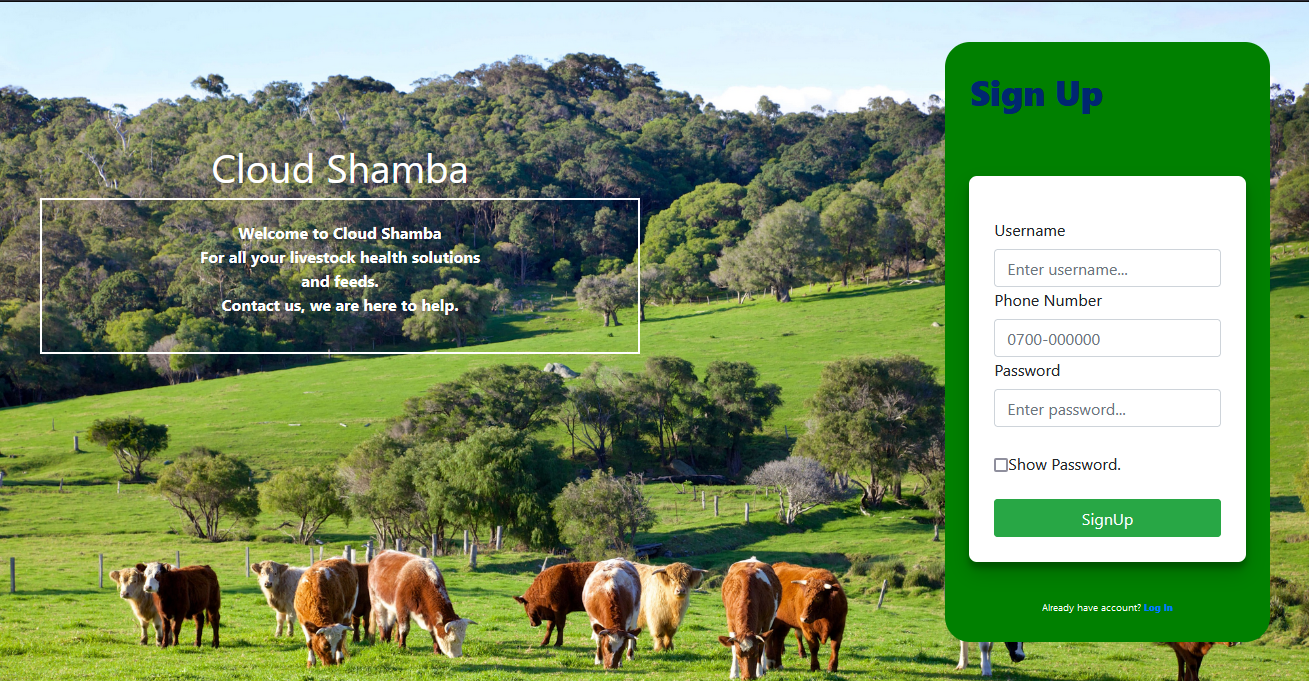 Cloud Shamba
Welcome to Cloud Shamba
For all your livestock health solutions
and feeds.
Contact us, we are here to help.
Sign Up
Username
Enter username...
Phone Number
0700-000000
Password
Enter password...
Show Password.
SignUp
Already have account? Log In